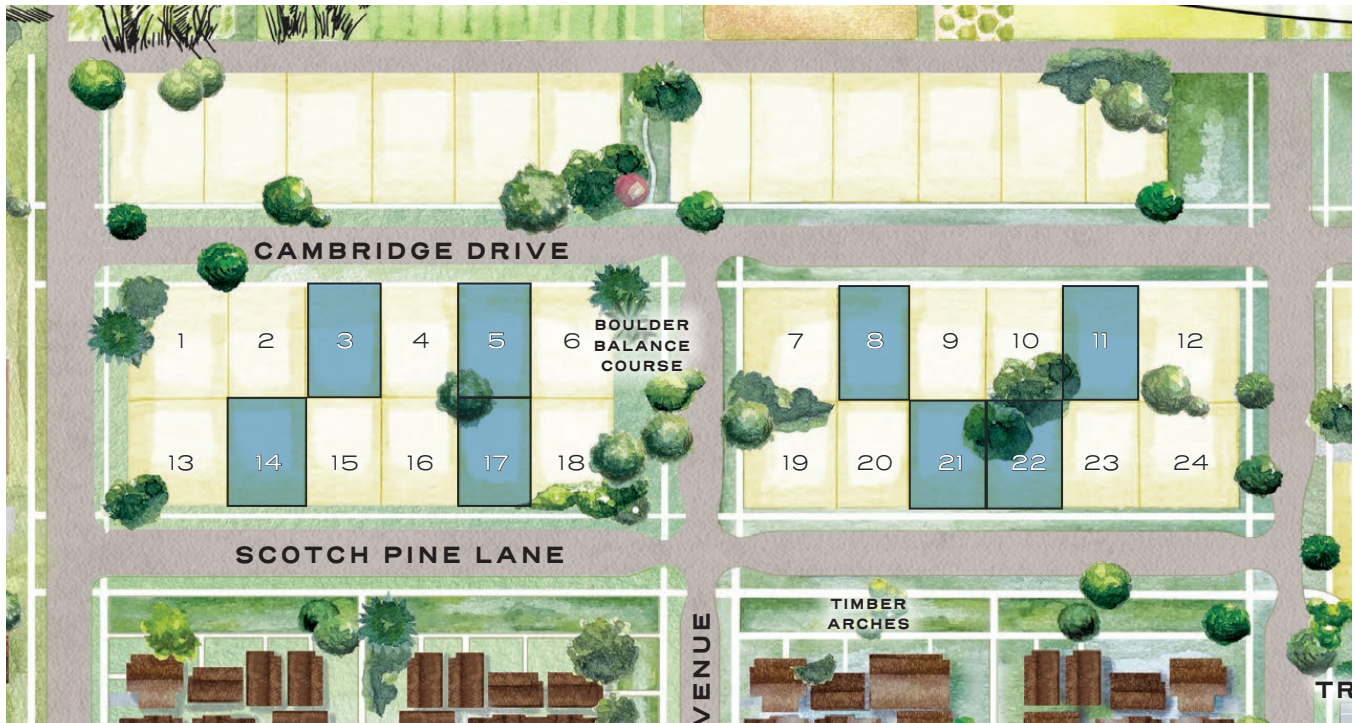 CAMBRIDGE DRIVE
1 2 3 4 5 6
BOULDER
BALANCE
COURSE
7 8 9 10 11 12
13 14 15 16 17 18
19 20 21 22 23 24
SCOTCH PINE LANE
TIMBER
ARCHES
VENUE
TR